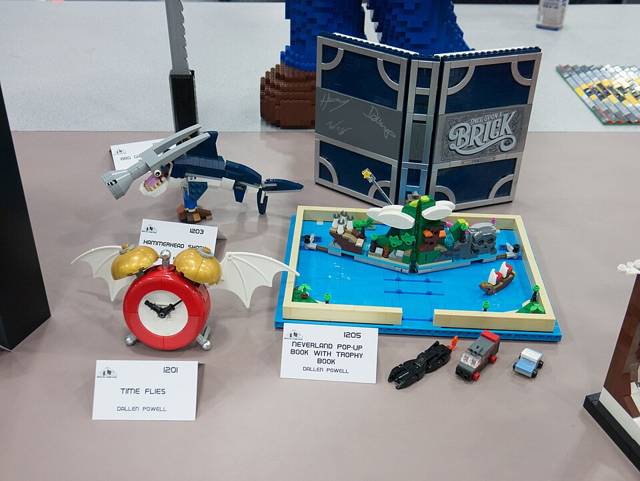 ONCE UPON A
BRICK
1203
HAMMERHEAD
1205
NEVERLAND POP-UP
BOOK WITH TROPHY
BOOK
DALLEN POWELL
1201
TIME FLIES
DALLEN POWELL